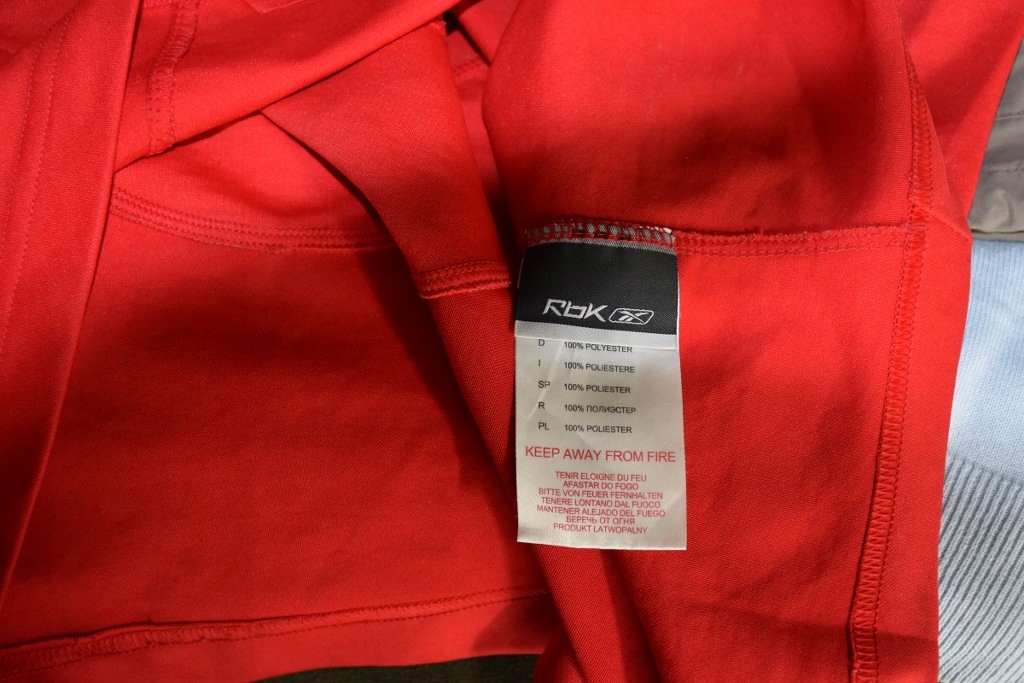 RbK
D 100% POLYESTER
I 100% POLIESTERE
SP 100% POLIESTER
R 100% ПОЛИЭСТЕР
PL 100% POLIESTER
KEEP AWAY FROM FIRE
TENIR ELOIGNE DU FEU
AFASTAR DO FOGO
BITTE VON FEUER FERNHALTEN
TENERE LONTANO DAL FUOCO
MANTENER ALEJADO DEL FUEGO
БЕРЕЧЬ ОТ ОГНЯ
PRODUKT LATWOPALNY